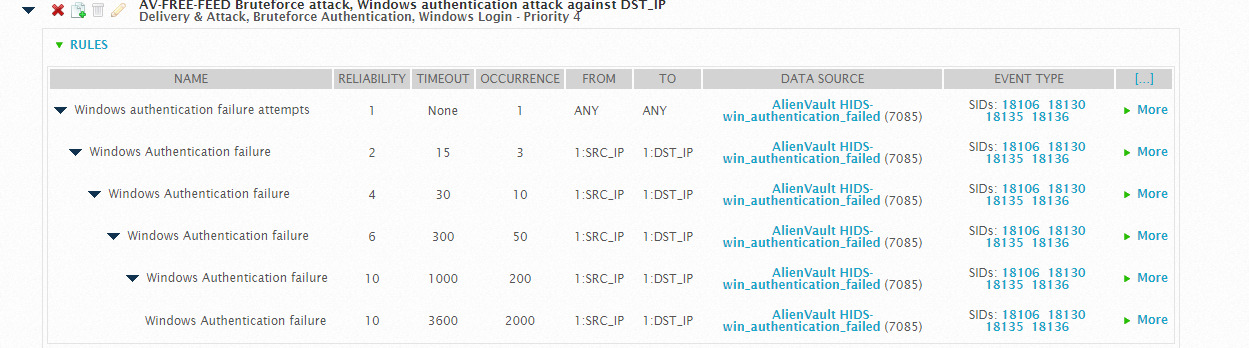 AV-FREE-FEED Bruteforce attack, Windows authentication attack against DST_IP
Delivery & Attack, Bruteforce Authentication, Windows Login - Priority 4
RULES
NAME RELIABILITY TIMEOUT OCCURRENCE FROM TO DATA SOURCE EVENT TYPE [...]
Windows authentication failure attempts 1 None 1 ANY ANY AlienVault HIDS-win_authentication_failed (7085) SIDs: 18106 18130 18135 18136 More
Windows Authentication failure 2 15 3 1:SRC_IP 1:DST_IP AlienVault HIDS-win_authentication_failed (7085) SIDs: 18106 18130 18135 18136 More
Windows Authentication failure 4 30 10 1:SRC_IP 1:DST_IP AlienVault HIDS-win_authentication_failed (7085) SIDs: 18106 18130 18135 18136 More
Windows Authentication failure 6 300 50 1:SRC_IP 1:DST_IP AlienVault HIDS-win_authentication_failed (7085) SIDs: 18106 18130 18135 18136 More
Windows Authentication failure 10 1000 200 1:SRC_IP 1:DST_IP AlienVault HIDS-win_authentication_failed (7085) SIDs: 18106 18130 18135 18136 More
Windows Authentication failure 10 3600 2000 1:SRC_IP 1:DST_IP AlienVault HIDS-win_authentication_failed (7085) SIDs: 18106 18130 18135 18136 More